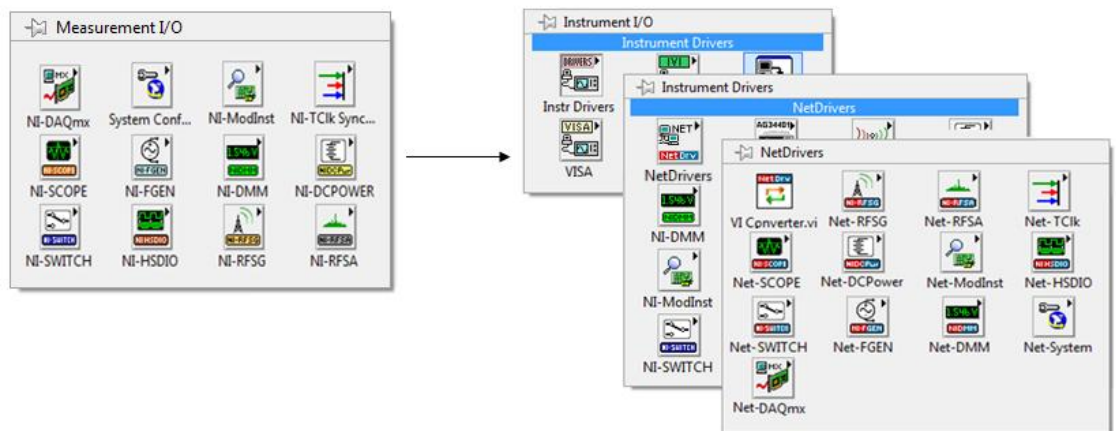 Measurement I/O
NI-DAQmx System Conf... NI-ModInst NI-TClk Sync...
NI-SCOPE NI-FGEN NI-DMM NI-DCPOWER
NI-SWITCH NI-HSDIO NI-RFSG NI-RFSA
Instrument I/O
Instrument Drivers
Instr Drivers
VISA
Instrument Drivers
NetDrivers
NetDrivers
NI-DMM
NI-ModInst
NI-SWITCH
NetDrivers
VI Converter.vi Net-RFSG Net-RFSA Net-TClk
Net-SCOPE Net-DCPower Net-ModInst Net-HSDIO
Net-SWITCH Net-FGEN Net-DMM Net-System
Net-DAQmx